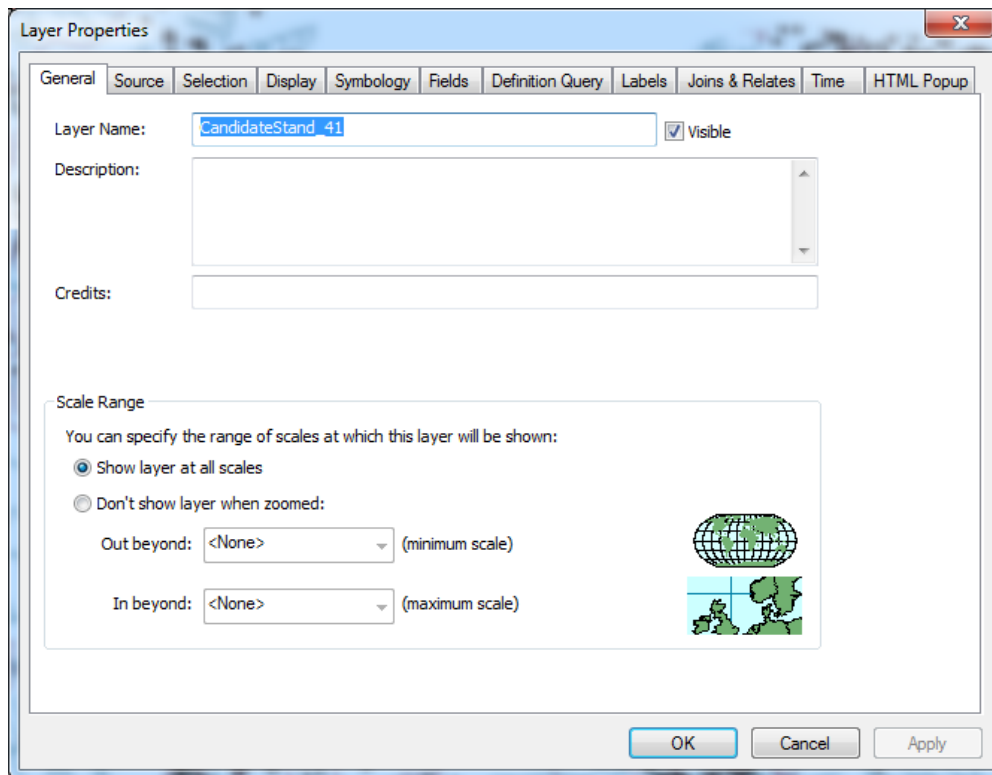 Layer Properties
General Source Selection Display Symbology Fields Definition Query Labels Joins & Relates Time HTML Popup
Layer Name: CandidateStand_41 Visible
Description:
Credits:
Scale Range
You can specify the range of scales at which this layer will be shown:
Show layer at all scales
Don't show layer when zoomed:
Out beyond: <None> (minimum scale)
In beyond: <None> (maximum scale)
OK Cancel Apply